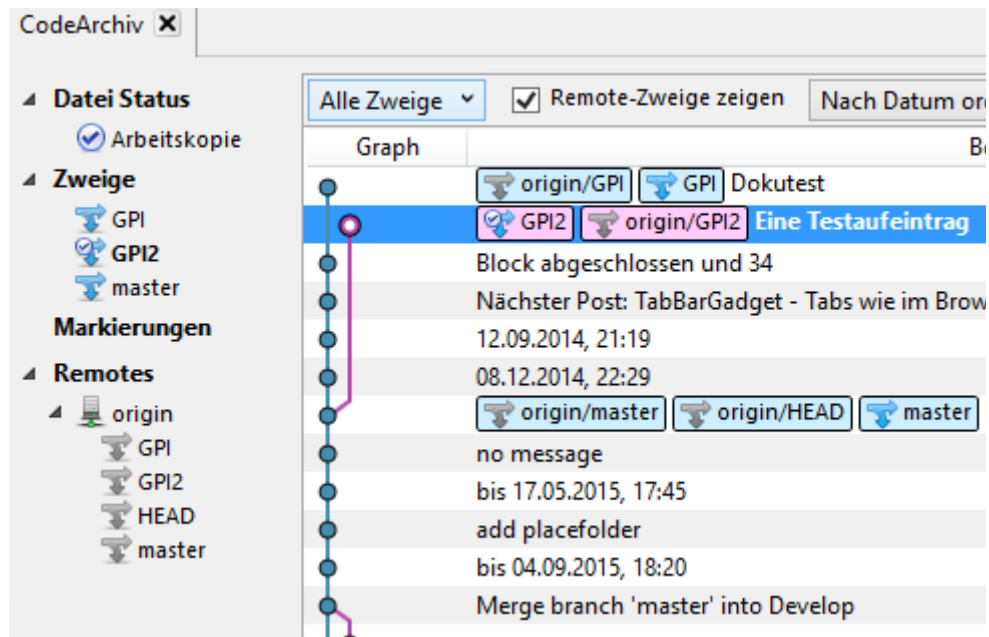 CodeArchiv
Datei Status
Arbeitskopie
Zweige
GPI
GPI2
master
Markierungen
Remotes
origin
GPI
GPI2
HEAD
master
Alle Zweige Remote-Zweige zeigen Nach Datum
Graph
origin/GPI GPI Dokutest
GPI2 origin/GPI2 Eine Testaufeintrag
Block abgeschlossen und 34
Nächster Post: TabBarGadget - Tabs wie im
12.09.2014, 21:19
08.12.2014, 22:29
origin/master origin/HEAD master
no message
bis 17.05.2015, 17:45
add placefolder
bis 04.09.2015, 18:20
Merge branch 'master' into Develop